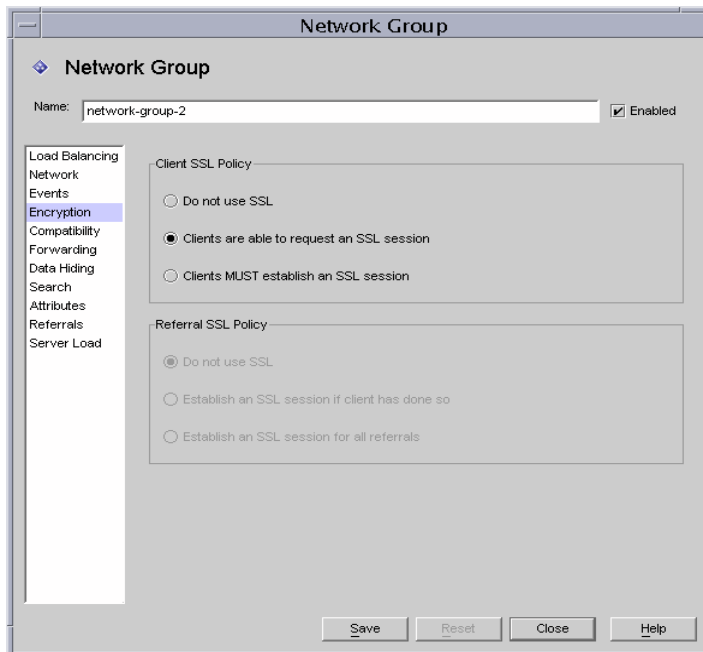 Network Group
Network Group
Name: network-group-2 Enabled
Load Balancing
Network
Events
Encryption
Compatibility
Forwarding
Data Hiding
Search
Attributes
Referrals
Server Load
Client SSL Policy
Do not use SSL
Clients are able to request an SSL session
Clients MUST establish an SSL session
Referral SSL Policy
Do not use SSL
Establish an SSL session if client has done so
Establish an SSL session for all referrals
Save Reset Close Help